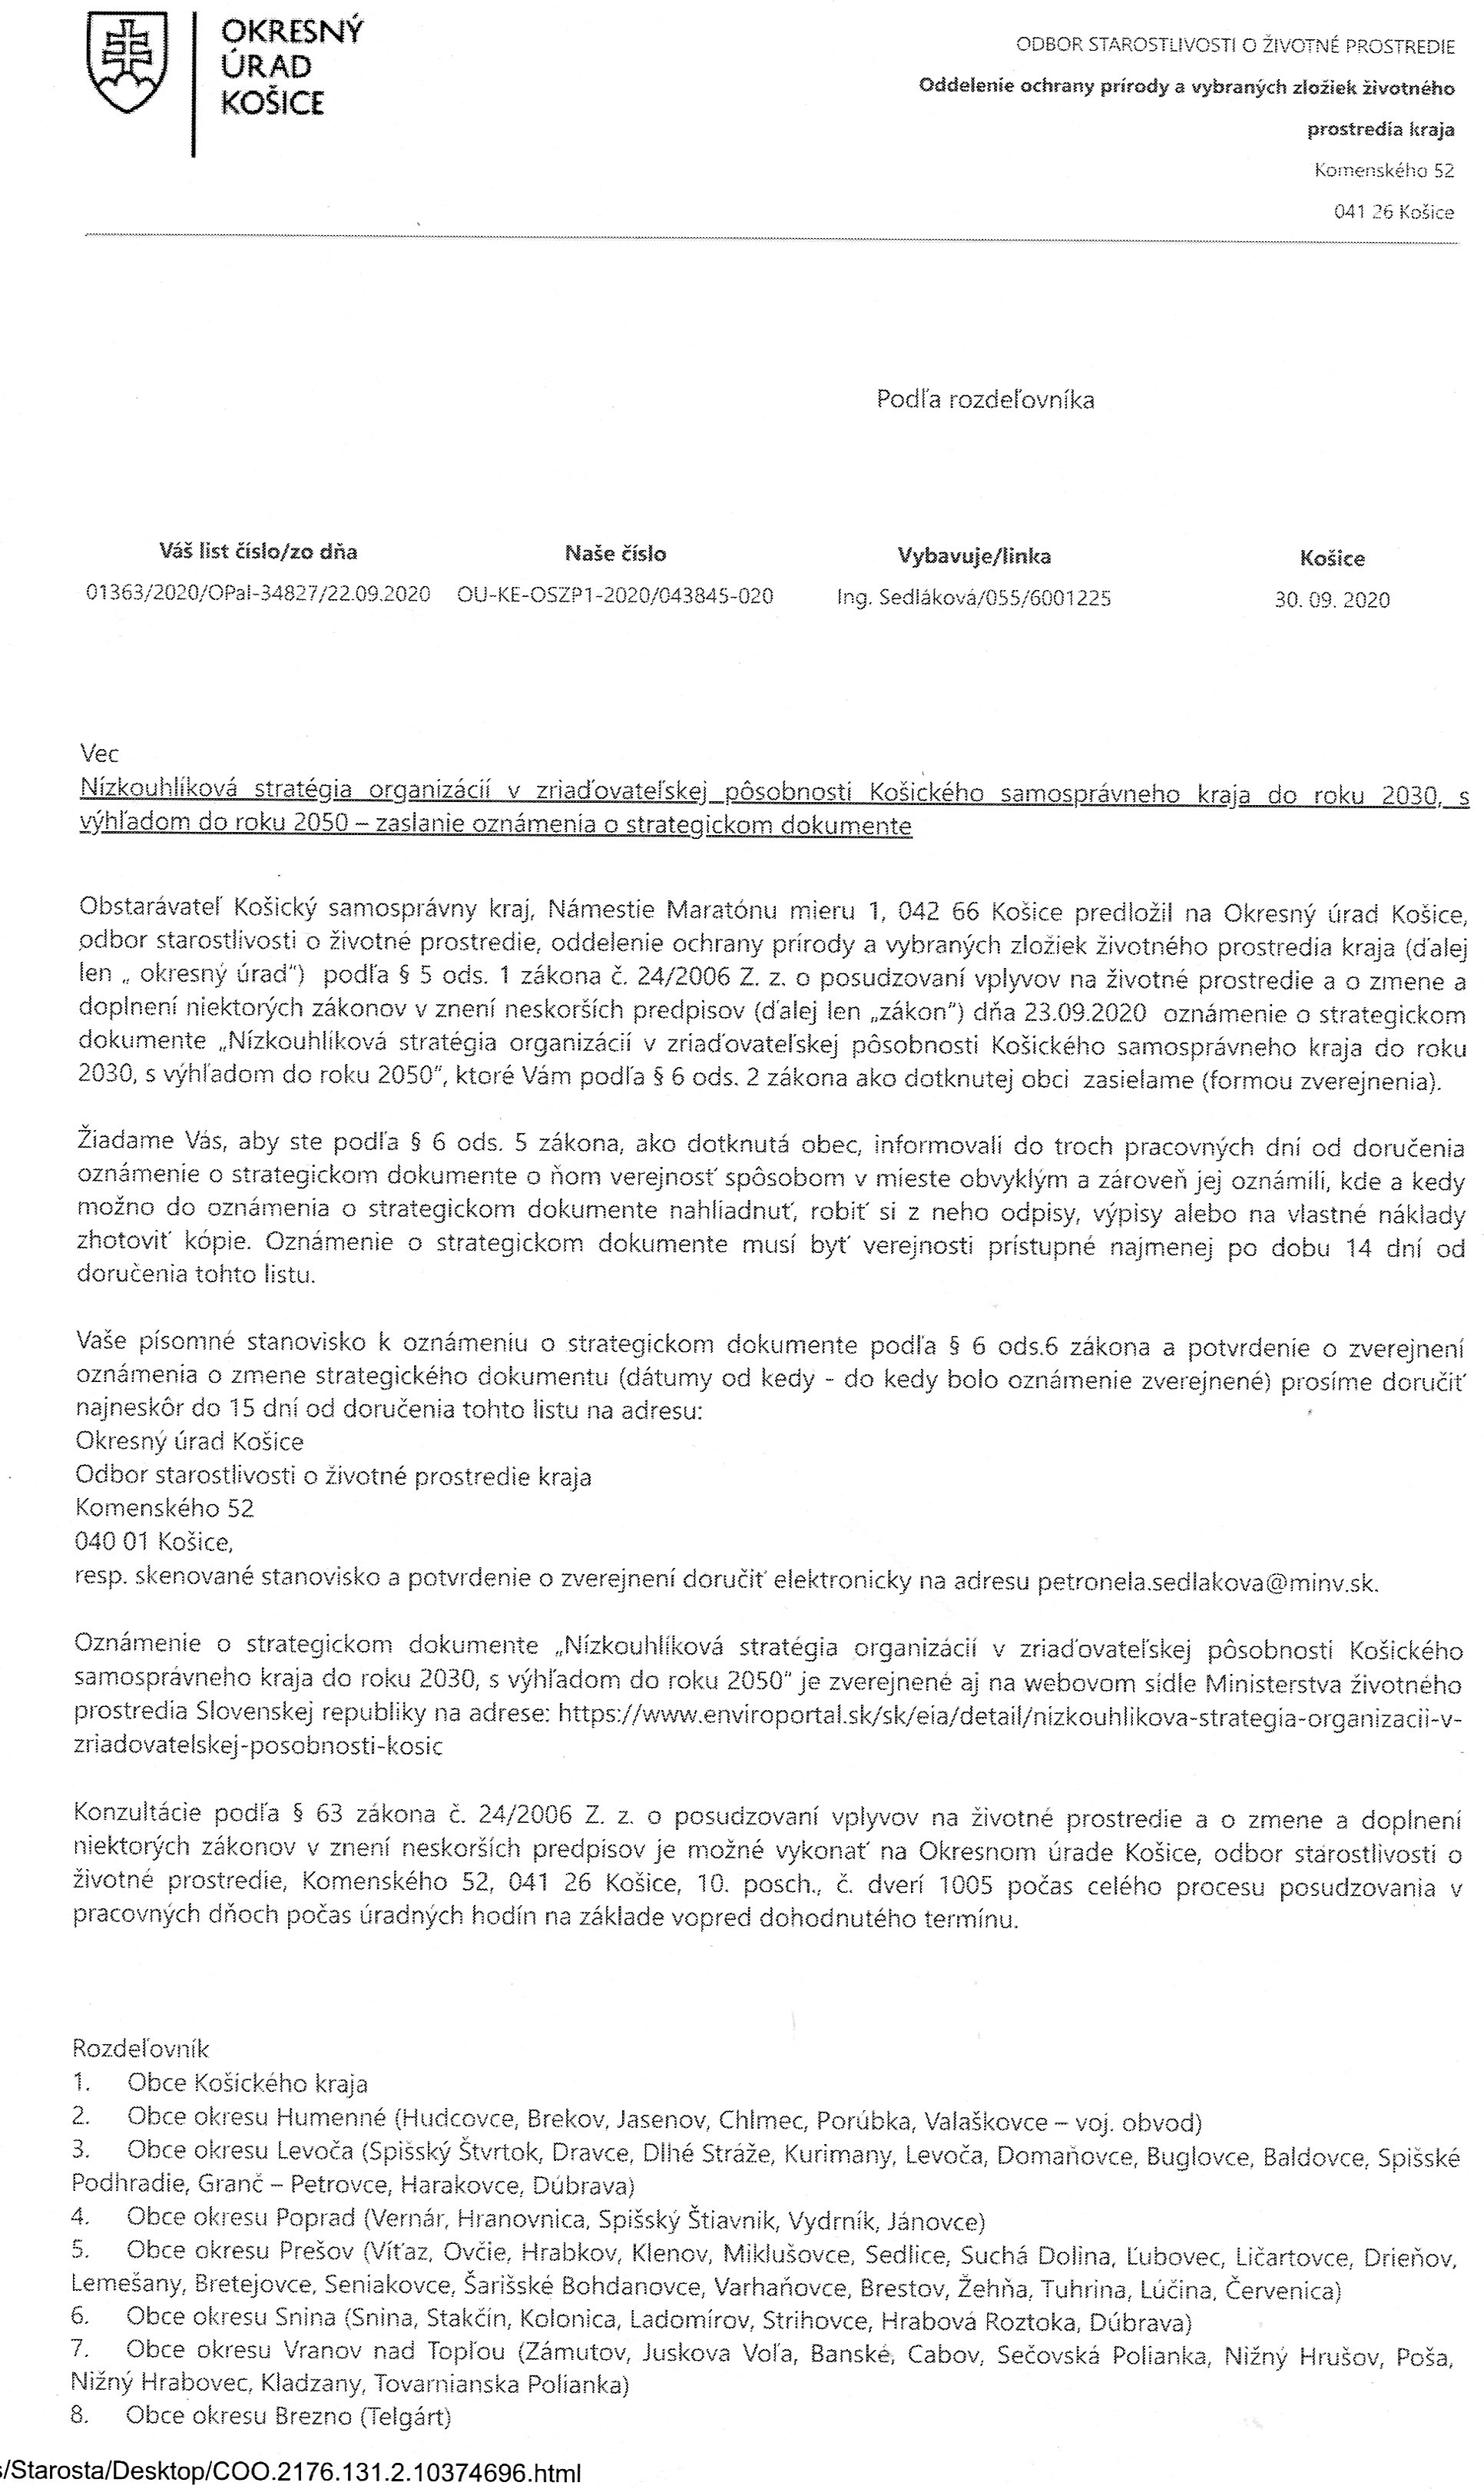 OKRESNÝ
ÚRAD
KOŠICE
ODBOR STAROSTLIVOSTI O ŽIVOTNÉ PROSTREDIE
Oddelenie ochrany prírody a vybraných zložiek životného
prostredia kraja
Komenského 52
041 26 Košice
Podľa rozdeľovníka
Váš list číslo/zo dňa Naše číslo Vybavuje/linka Košice
01363/2020/OPaI-34827/22.09.2020 OU-KE-OSZP1-2020/043845-020 Ing. Sedláková/055/6001225 30. 09. 2020
Vec
Nízkouhlíková stratégia organizácií v zriaďovateľskej pôsobnosti Košického samosprávneho kraja do roku 2030, s
výhľadom do roku 2050 – zaslanie oznámenia o strategickom dokumente
Obstarávateľ Košický samosprávny kraj, Námestie Maratónu mieru 1, 042 66 Košice predložil na Okresný úrad Košice,
odbor starostlivosti o životné prostredie, oddelenie ochrany prírody a vybraných zložiek životného prostredia kraja (ďalej
len „ okresný úrad") podľa § 5 ods. 1 zákona č. 24/2006 Z. z. o posudzovaní vplyvov na životné prostredie a o zmene a
doplnení niektorých zákonov v znení neskorších predpisov (ďalej len „zákon") dňa 23.09.2020 oznámenie o strategickom
dokumente „Nízkouhlíková stratégia organizácií v zriaďovateľskej pôsobnosti Košického samosprávneho kraja do roku
2030, s výhľadom do roku 2050", ktoré Vám podľa § 6 ods. 2 zákona ako dotknutej obci zasielame (formou zverejnenia).
Žiadame Vás, aby ste podľa § 6 ods. 5 zákona, ako dotknutá obec, informovali do troch pracovných dní od doručenia
oznámenie o strategickom dokumente o ňom verejnosť spôsobom v mieste obvyklým a zároveň jej oznámili, kde a kedy
možno do oznámenia o strategickom dokumente nahliadnuť, robiť si z neho odpisy, výpisy alebo na vlastné náklady
zhotoviť kópie. Oznámenie o strategickom dokumente musí byť verejnosti prístupné najmenej po dobu 14 dní od
doručenia tohto listu.
Vaše písomné stanovisko k oznámeniu o strategickom dokumente podľa § 6 ods.6 zákona a potvrdenie o zverejnení
oznámenia o zmene strategického dokumentu (dátumy od kedy - do kedy bolo oznámenie zverejnené) prosíme doručiť
najneskôr do 15 dní od doručenia tohto listu na adresu:
Okresný úrad Košice
Odbor starostlivosti o životné prostredie kraja
Komenského 52
040 01 Košice,
resp. skenované stanovisko a potvrdenie o zverejnení doručiť elektronicky na adresu petronela.sedlakova@minv.sk.
Oznámenie o strategickom dokumente „Nízkouhlíková stratégia organizácií v zriaďovateľskej pôsobnosti Košického
samosprávneho kraja do roku 2030, s výhľadom do roku 2050" je zverejnené aj na webovom sídle Ministerstva životného
prostredia Slovenskej republiky na adrese: https://www.enviroportal.sk/sk/eia/detail/nizkouhlikova-strategia-organizacii-v-
zriadovatelskej-posobnosti-kosic
Konzultácie podľa § 63 zákona č. 24/2006 Z. z. o posudzovaní vplyvov na životné prostredie a o zmene a doplnení
niektorých zákonov v znení neskorších predpisov je možné vykonať na Okresnom úrade Košice, odbor starostlivosti o
životné prostredie, Komenského 52, 041 26 Košice, 10. posch., č. dverí 1005 počas celého procesu posudzovania v
pracovných dňoch počas úradných hodín na základe vopred dohodnutého termínu.
Rozdeľovník
1. Obce Košického kraja
2. Obce okresu Humenné (Hudcovce, Brekov, Jasenov, Chlmec, Porúbka, Valaškovce – voj. obvod)
3. Obce okresu Levoča (Spišský Štvrtok, Dravce, Dlhé Stráže, Kurimany, Levoča, Domaňovce, Buglovce, Baldovce, Spišské
Podhradie, Granč – Petrovce, Harakovce, Dúbrava)
4. Obce okresu Poprad (Vernár, Hranovnica, Spišský Štiavnik, Vydrník, Jánovce)
5. Obce okresu Prešov (Víťaz, Ovčie, Hrabkov, Klenov, Miklušovce, Sedlice, Suchá Dolina, Ľubovec, Ličartovce, Drieňov,
Lemešany, Bretejovce, Seniakovce, Šarišské Bohdanovce, Varhaňovce, Brestov, Žehňa, Tuhrina, Lúčina, Červenica)
6. Obce okresu Snina (Snina, Stakčín, Kolonica, Ladomírov, Strihovce, Hrabová Roztoka, Dúbrava)
7. Obce okresu Vranov nad Topľou (Zámutov, Juskova Voľa, Banské, Cabov, Sečovská Polianka, Nižný Hrušov, Poša,
Nižný Hrabovec, Kladzany, Tovarnianska Polianka)
8. Obce okresu Brezno (Telgárt)
s/Starosta/Desktop/COO.2176.131.2.10374696.html